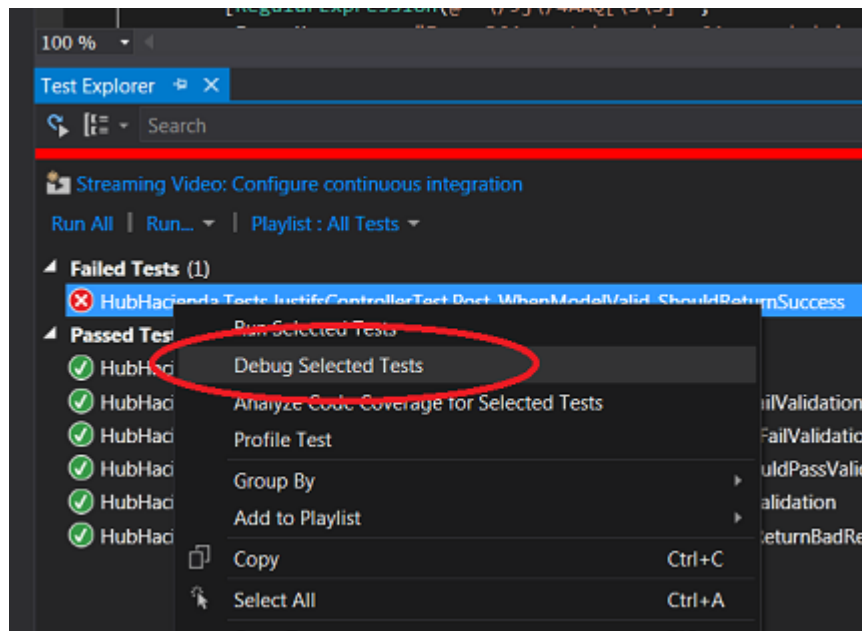 100 %
Test Explorer
Search
Streaming Video: Configure continuous integration
Run All | Run... | Playlist : All Tests
Failed Tests (1)
HubHacienda.Tests.JustifsControllerTest.Post_WhenModelValid_ShouldReturnSuccess
Passed Tes
Run Selected Tests
HubHaci
Debug Selected Tests
HubHaci
Analyze Code Coverage for Selected Tests
ilValidation
HubHaci
Profile Test
FailValidatio
HubHaci
Group By
uldPassVali
HubHaci
Add to Playlist
alidation
HubHaci
eturnBadRe
Copy Ctrl+C
Select All Ctrl+A